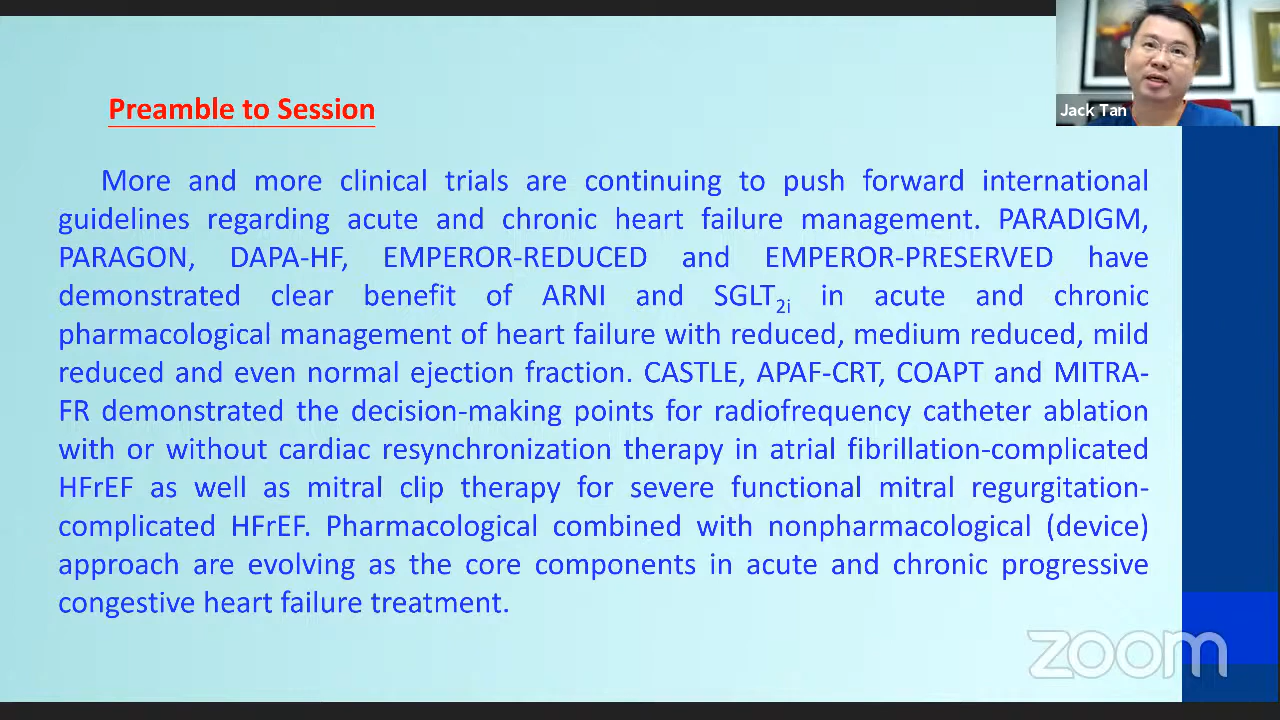 Preamble to Session
Jack Tan
More and more clinical trials are continuing to push forward international
guidelines regarding acute and chronic heart failure management. PARADIGM,
PARAGON, DAPA-HF, EMPEROR-REDUCED and EMPEROR-PRESERVED have
demonstrated clear benefit of ARNI and SGLT2i in acute and chronic
pharmacological management of heart failure with reduced, medium reduced, mild
reduced and even normal ejection fraction. CASTLE, APAF-CRT, COAPT and MITRA-
FR demonstrated the decision-making points for radiofrequency catheter ablation
with or without cardiac resynchronization therapy in atrial fibrillation-complicated
HFrEF as well as mitral clip therapy for severe functional mitral regurgitation-
complicated HFrEF. Pharmacological combined with nonpharmacological (device)
approach are evolving as the core components in acute and chronic progressive
congestive heart failure treatment.
zoom